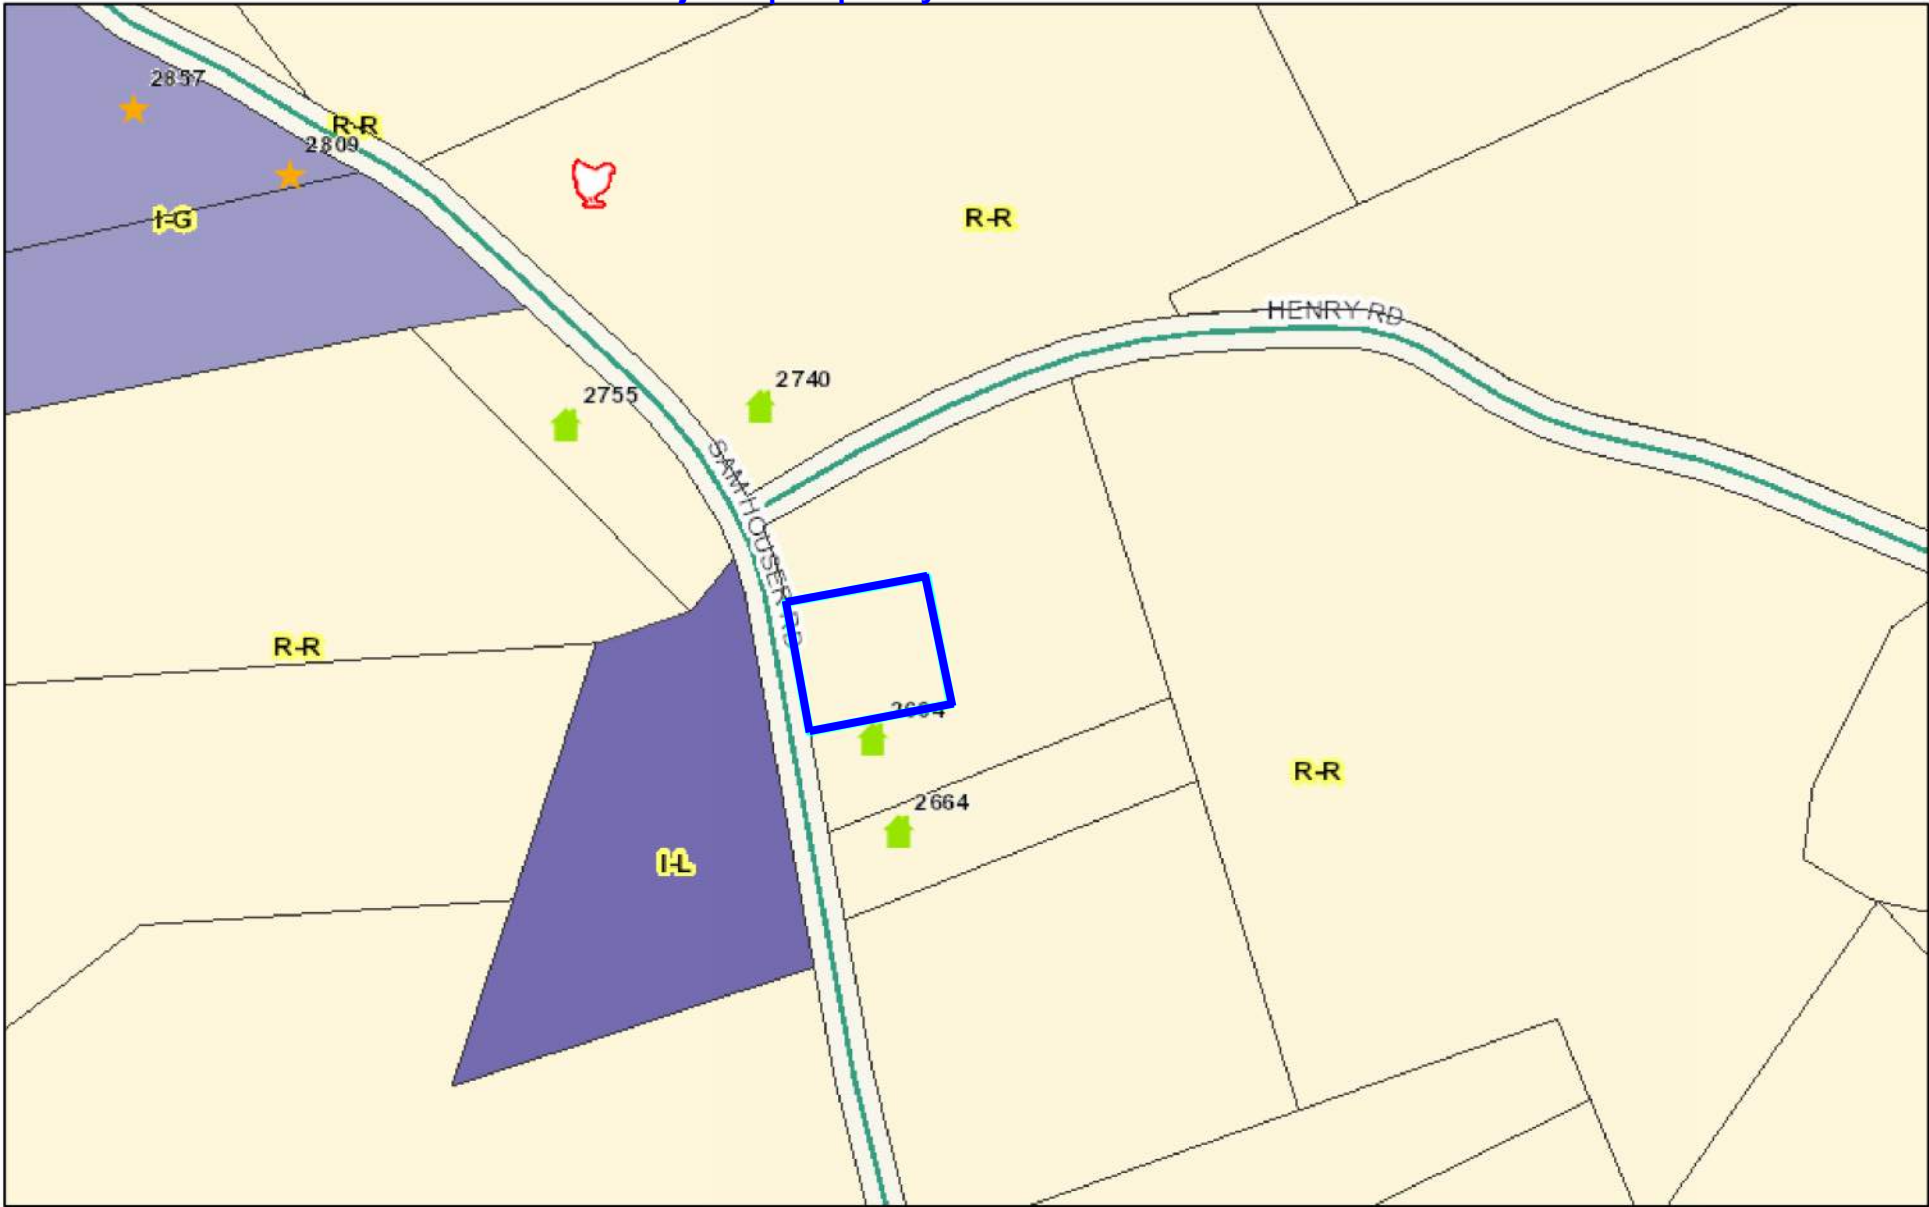 2857
R-R
2809
I-G
R-R
HENRY RD
2740
2755
SAM HOUSER RD
R-R
R-R
2664
I-L